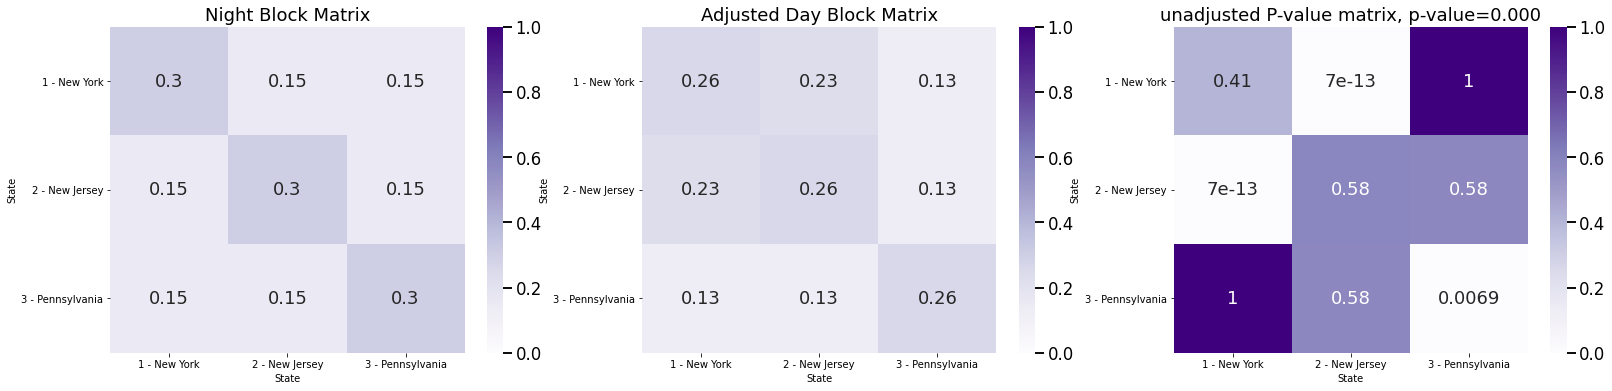 Night Block Matrix
State
1 - New York
2 - New Jersey
3 - Pennsylvania
0.3 0.15 0.15
0.15 0.3 0.15
0.15 0.15 0.3
1 - New York 2 - New Jersey 3 - Pennsylvania
State
1.0
0.8
0.6
0.4
0.2
0.0
Adjusted Day Block Matrix
State
1 - New York
2 - New Jersey
3 - Pennsylvania
0.26 0.23 0.13
0.23 0.26 0.13
0.13 0.13 0.26
1 - New York 2 - New Jersey 3 - Pennsylvania
State
1.0
0.8
0.6
0.4
0.2
0.0
unadjusted P-value matrix, p-value=0.000
State
1 - New York
2 - New Jersey
3 - Pennsylvania
0.41 7e-13 1
7e-13 0.58 0.58
1 0.58 0.0069
1 - New York 2 - New Jersey 3 - Pennsylvania
State
1.0
0.8
0.6
0.4
0.2
0.0